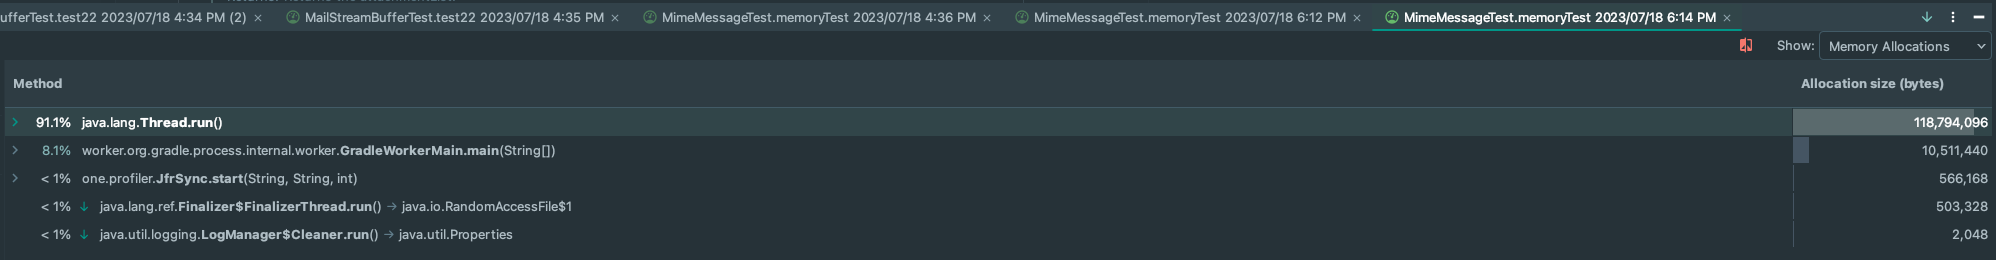 ufferTest.test22 2023/07/18 4:34 PM (2) × MailStreamBufferTest.test22 2023/07/18 4:35 PM × MimeMessageTest.memoryTest 2023/07/18 4:36 PM × MimeMessageTest.memoryTest 2023/07/18 6:12 PM × MimeMessageTest.memoryTest 2023/07/18 6:14 PM ×
Show: Memory Allocations
Method Allocation size (bytes)
91.1% java.lang.Thread.run() 118,794,096
8.1% worker.org.gradle.process.internal.worker.GradleWorkerMain.main(String[]) 10,511,440
< 1% one.profiler.JfrSync.start(String, String, int) 566,168
< 1% ↓ java.lang.ref.Finalizer$FinalizerThread.run() → java.io.RandomAccessFile$1 503,328
< 1% ↓ java.util.logging.LogManager$Cleaner.run() → java.util.Properties 2,048